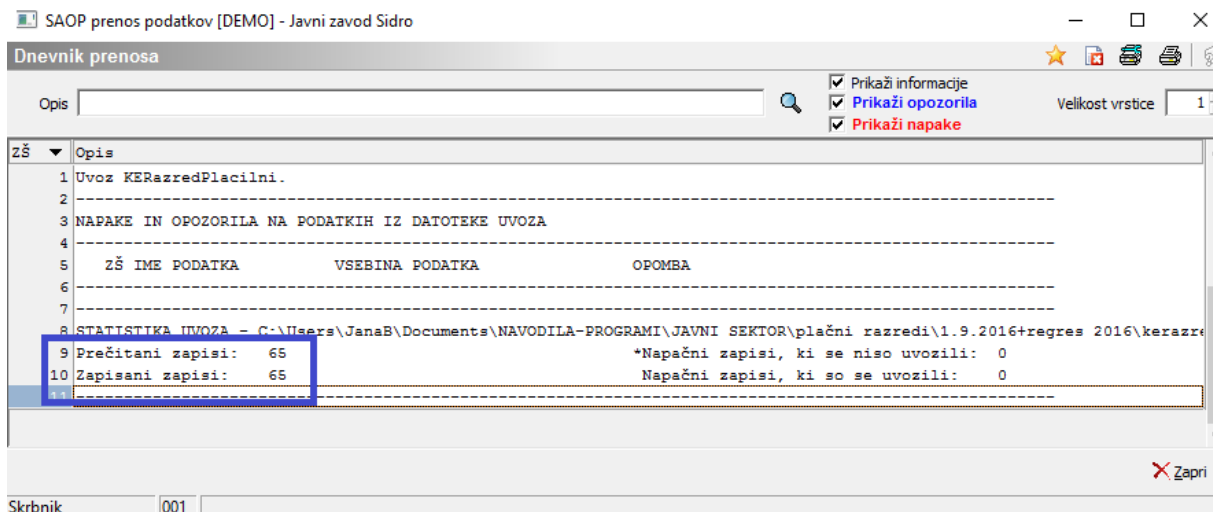 SAOP prenos podatkov [DEMO] - Javni zavod Sidro
Dnevnik prenosa
Opis
Prikaži informacije
Prikaži opozorila
Prikaži napake
Velikost vrstice 1
ZŠ Opis
1 Uvoz KERazredPlacilni.
2 ------------------------------------------------------------------------------------------------------
3 NAPAKE IN OPOZORILA NA PODATKIH IZ DATOTEKE UVOZA
4 ------------------------------------------------------------------------------------------------------
5 ZŠ IME PODATKA VSEBINA PODATKA OPOMBA
6 ------------------------------------------------------------------------------------------------------
7 ------------------------------------------------------------------------------------------------------
8 STATISTIKA UVOZA - C:\Users\JanaB\Documents\NAVODILA-PROGRAMI\JAVNI SEKTOR\plačni razredi\1.9.2016+regres 2016\kerazre
9 Prečitani zapisi: 65 *Napačni zapisi, ki se niso uvozili: 0
10 Zapisani zapisi: 65 Napačni zapisi, ki so se uvozili: 0
11 ------------------------------------------------------------------------------------------------------
Zapri
Skrbnik 001